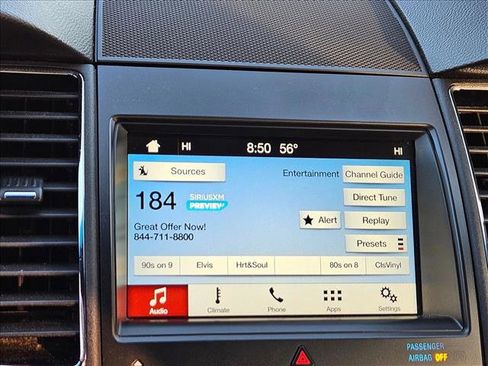 HI 8:50 56° HI
Sources Entertainment Channel Guide
184 SIRIUSXM PREVIEW Direct Tune
Great Offer Now! Alert Replay
844-711-8800 Presets
90s on 9 Elvis Hrt&Soul 80s on 8 ClsVinyl
Audio Climate Phone Apps Settings
PASSENGER
AIRBAG OFF